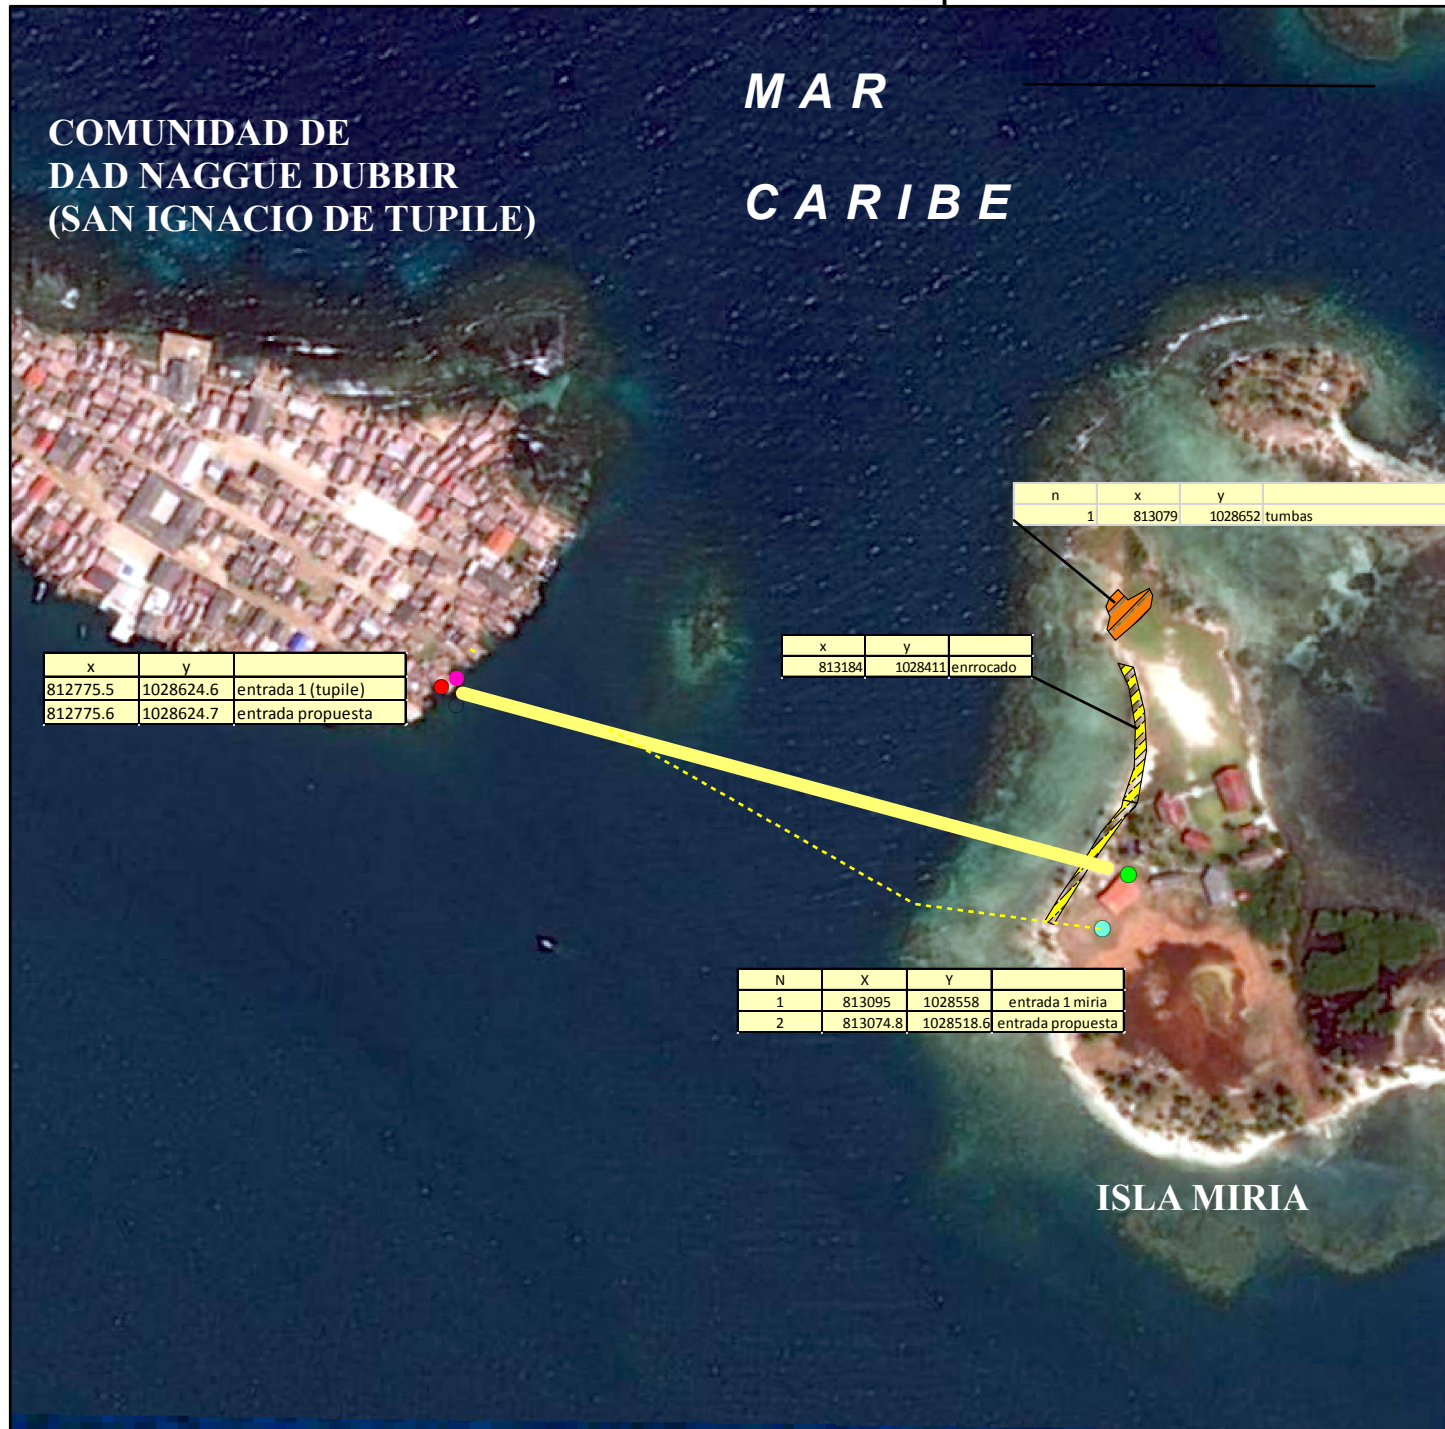 MAR
CARIBE
COMUNIDAD DE
DAD NAGGUE DUBBIR
(SAN IGNACIO DE TUPILE)
n x y
1 813079 1028652 tumbas
x y
813184 1028411 enrrocado
x y
812775.5 1028624.6 entrada 1 (tupile)
812775.6 1028624.7 entrada propuesta
N X Y
1 813095 1028558 entrada 1 miria
2 813074.8 1028518.6 entrada propuesta
ISLA MIRIA